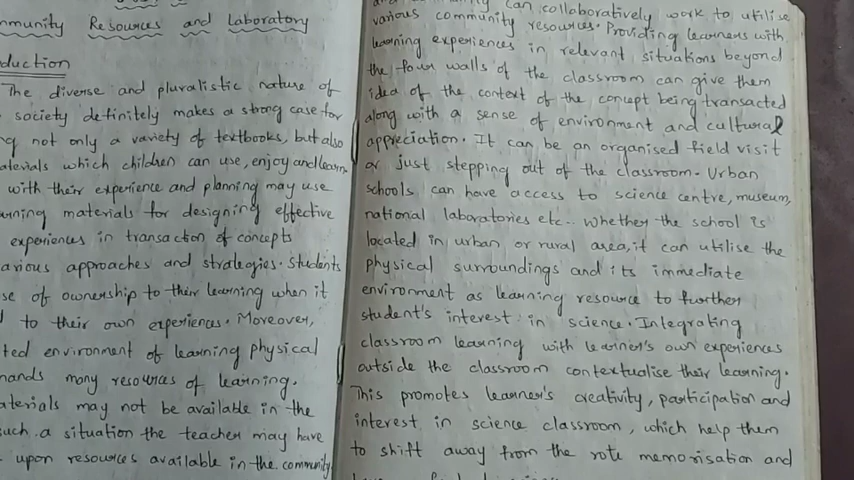 mmunity Resources and Laboratory
duction
The diverse and pluralistic nature of
society definitely makes a strong case for
not only a variety of textbooks, but also
aterials which children can use, enjoy and learn.
with their experience and planning may use
arning materials for designing effective
experiences in transaction of concepts
arious approaches and strategies. Students
se of ownership to their learning when it
to their own experiences. Moreover,
ted environment of learning physical
mands many resources of learning.
aterials may not be available in the
such a situation the teacher may have
upon resources available in the community
can collaboratively work to utilise
various community resources. Providing learners with
learning experiences in relevant situations beyond
the four walls of the classroom can give them
idea of the context of the concept being transacted
along with a sense of environment and cultural
appreciation. It can be an organised field visit
or just stepping out of the classroom. Urban
schools can have access to science centre, museum,
national laboratories etc.. Whether the school is
located in urban or rural area, it can utilise the
physical surroundings and its immediate
environment as learning resource to further
student's interest in science. Integrating
classroom learning with learner's own experiences
outside the classroom contextualise their learning.
This promotes learner's creativity, participation and
interest in science classroom, which help them
to shift away from the rote memorisation and